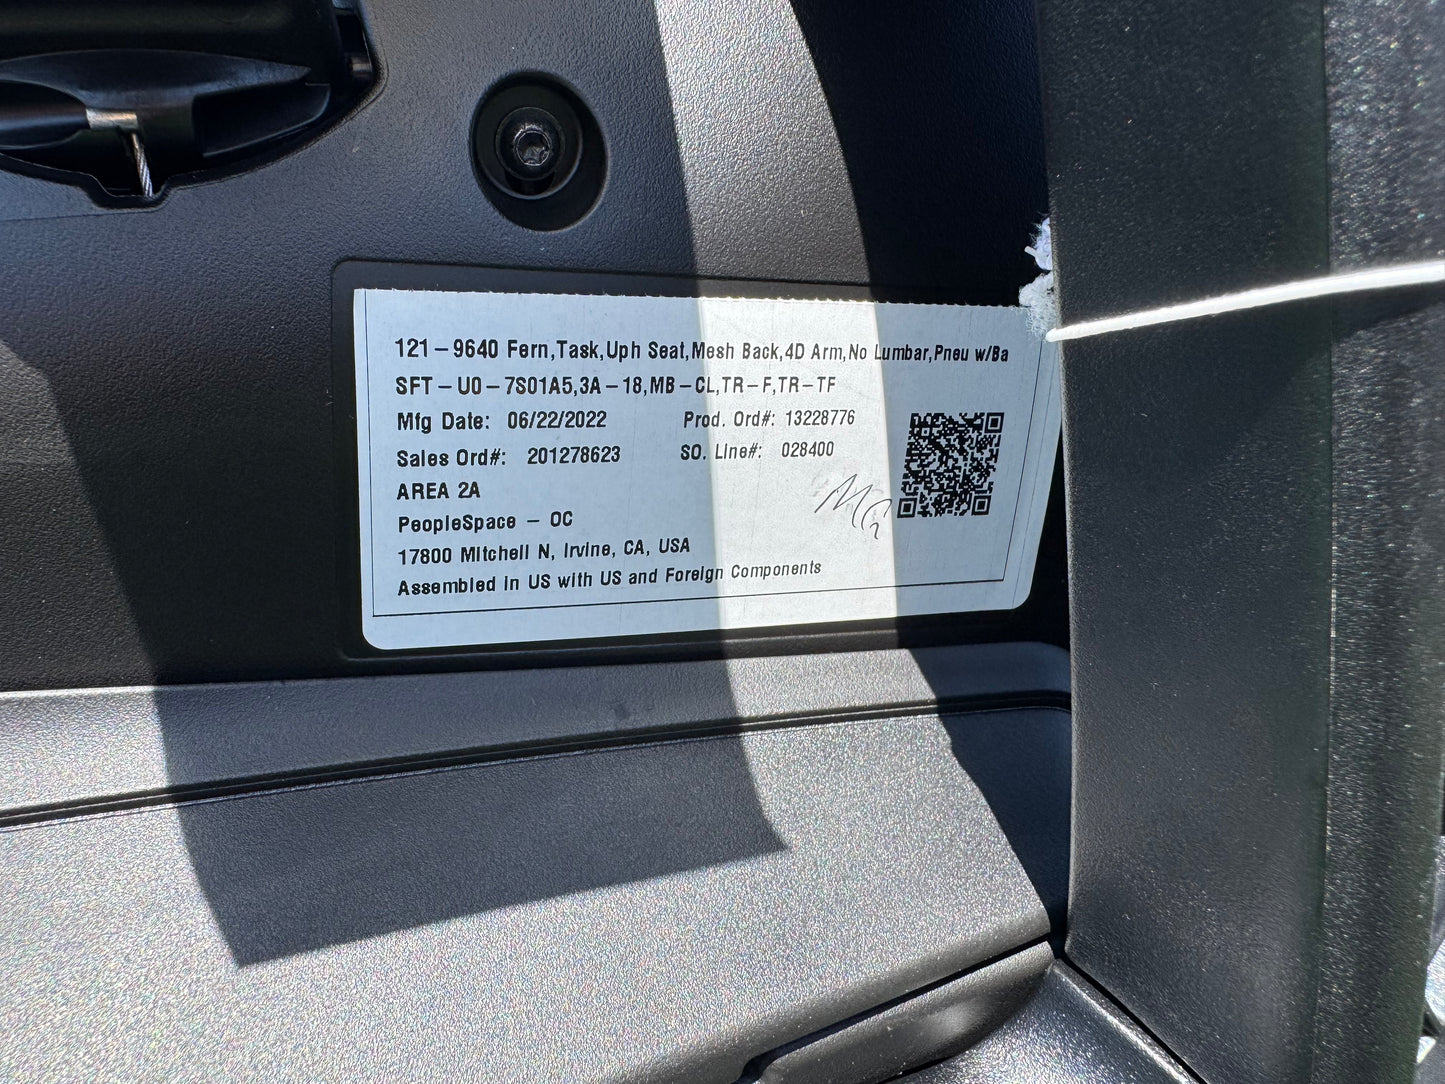 121-9640 Fern,Task,Uph Seat,Mesh Back,4D Arm,No Lumbar,Pneu w/Ba
SFT-U0-7S01A5,3A-18,MB-CL,TR-F,TR-TF
Mfg Date: 06/22/2022 Prod. Ord#: 13228776
Sales Ord#: 201278623 SO. Line#: 028400
AREA 2A
PeopleSpace - OC
17800 Mitchell N, Irvine, CA, USA
Assembled in US with US and Foreign Components
MG